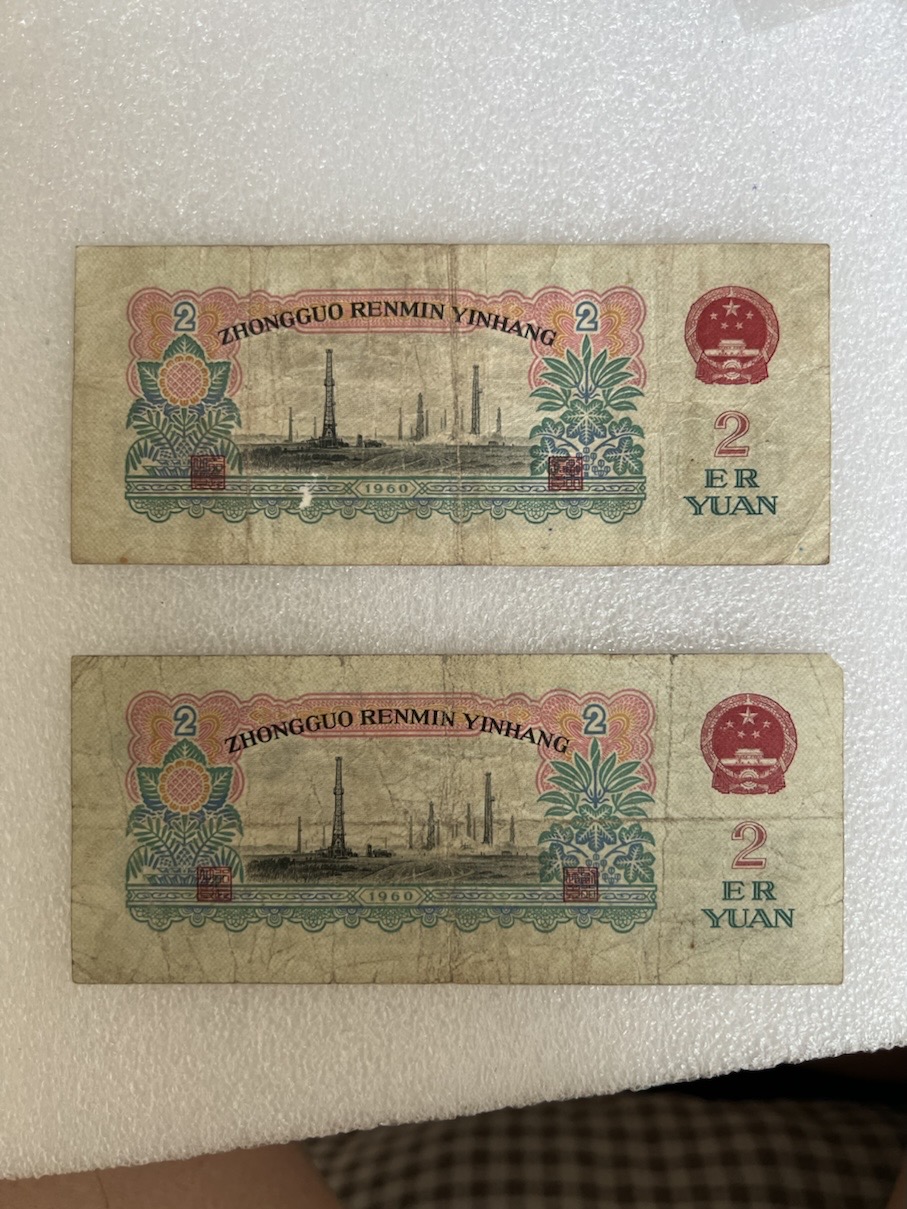 2 2
ZHONGGUO RENMIN YINHANG
1960
2
ER
YUAN
2 2
ZHONGGUO RENMIN YINHANG
1960
2
ER
YUAN